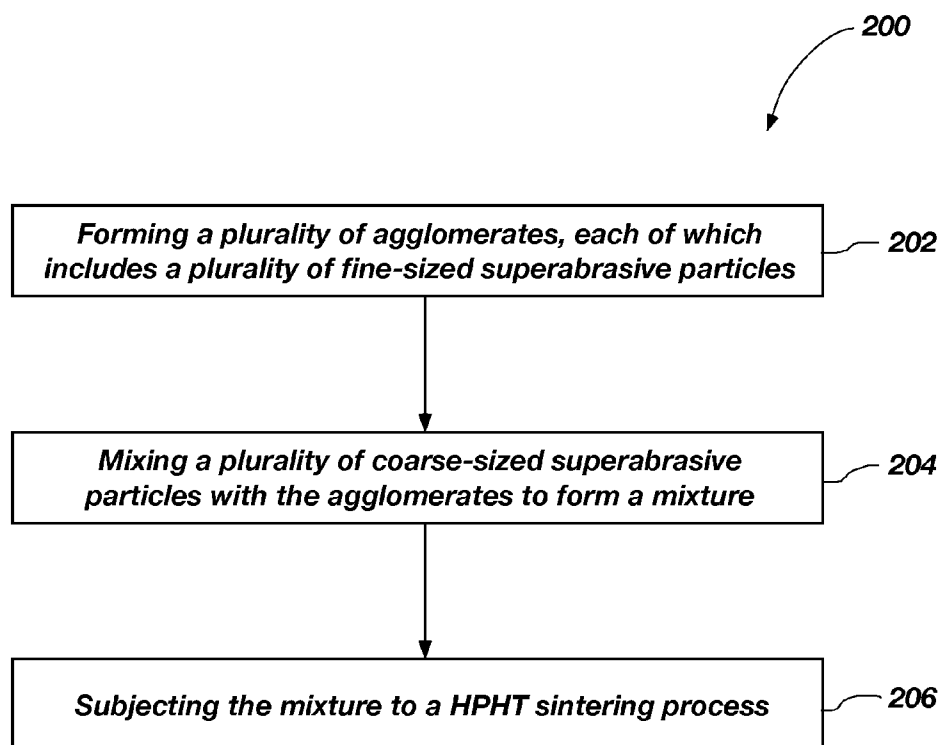 200
Forming a plurality of agglomerates, each of which
includes a plurality of fine-sized superabrasive particles
202
Mixing a plurality of coarse-sized superabrasive
particles with the agglomerates to form a mixture
204
Subjecting the mixture to a HPHT sintering process
206